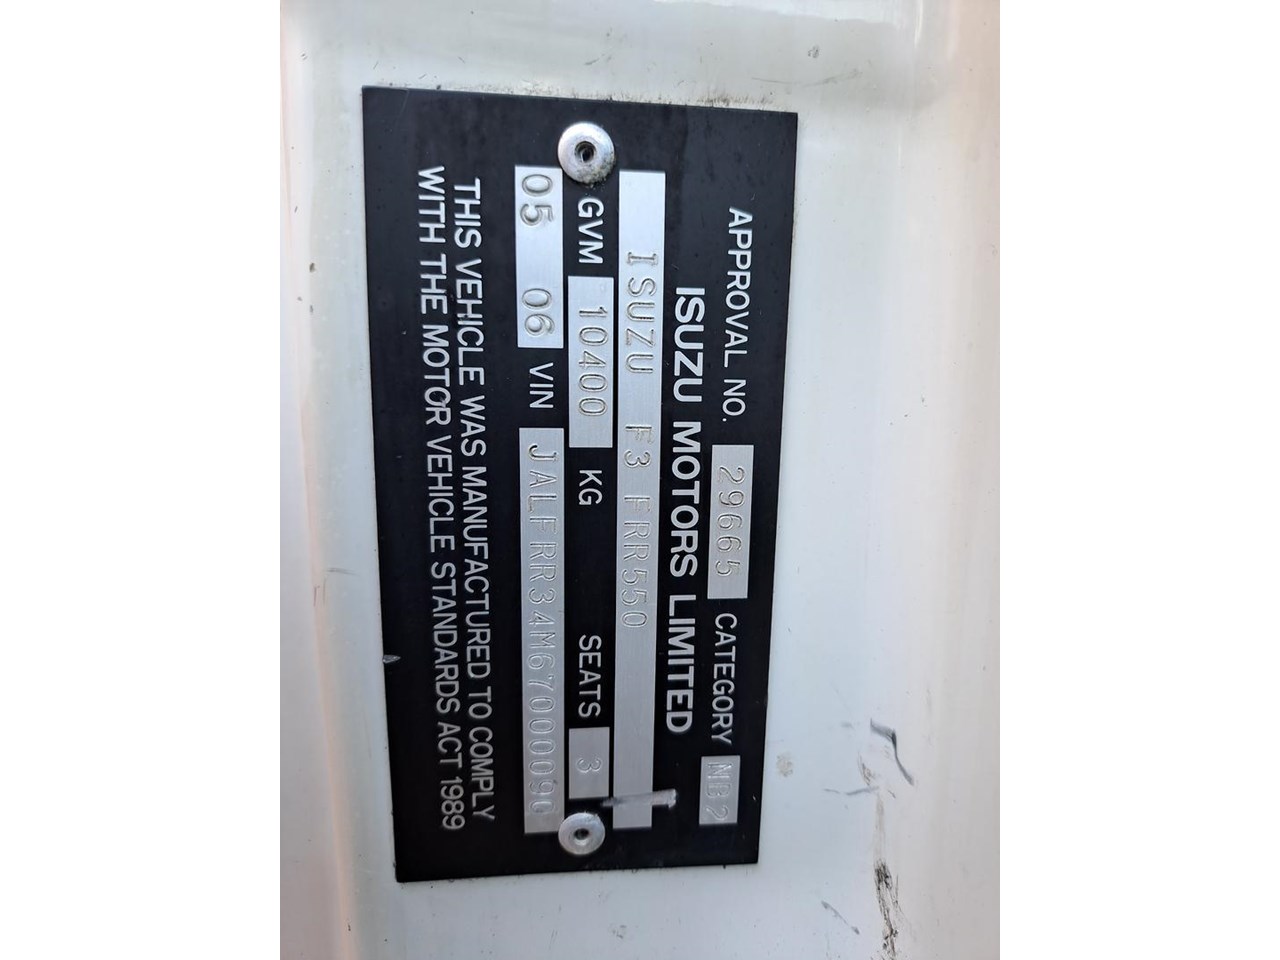 APPROVAL NO. 29665 CATEGORY NB2
ISUZU MOTORS LIMITED
ISUZU F3 FRR550
GVM 10400 KG SEATS 3
05 06 VIN
THIS VEHICLE WAS MANUFACTURED TO COMPLY
WITH THE MOTOR VEHICLE STANDARDS ACT 1989